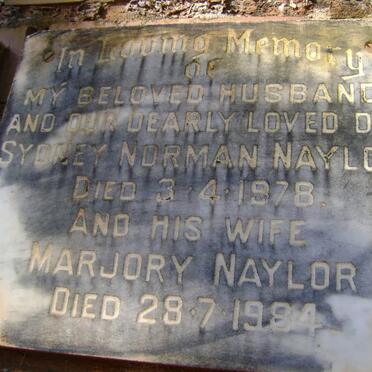 In Loving Memory
of
MY BELOVED HUSBAND
AND OUR DEARLY LOVED D
SYDNEY NORMAN NAYLO
DIED 3·4·1978.
AND HIS WIFE
MARJORY NAYLOR
DIED 28·7·1984